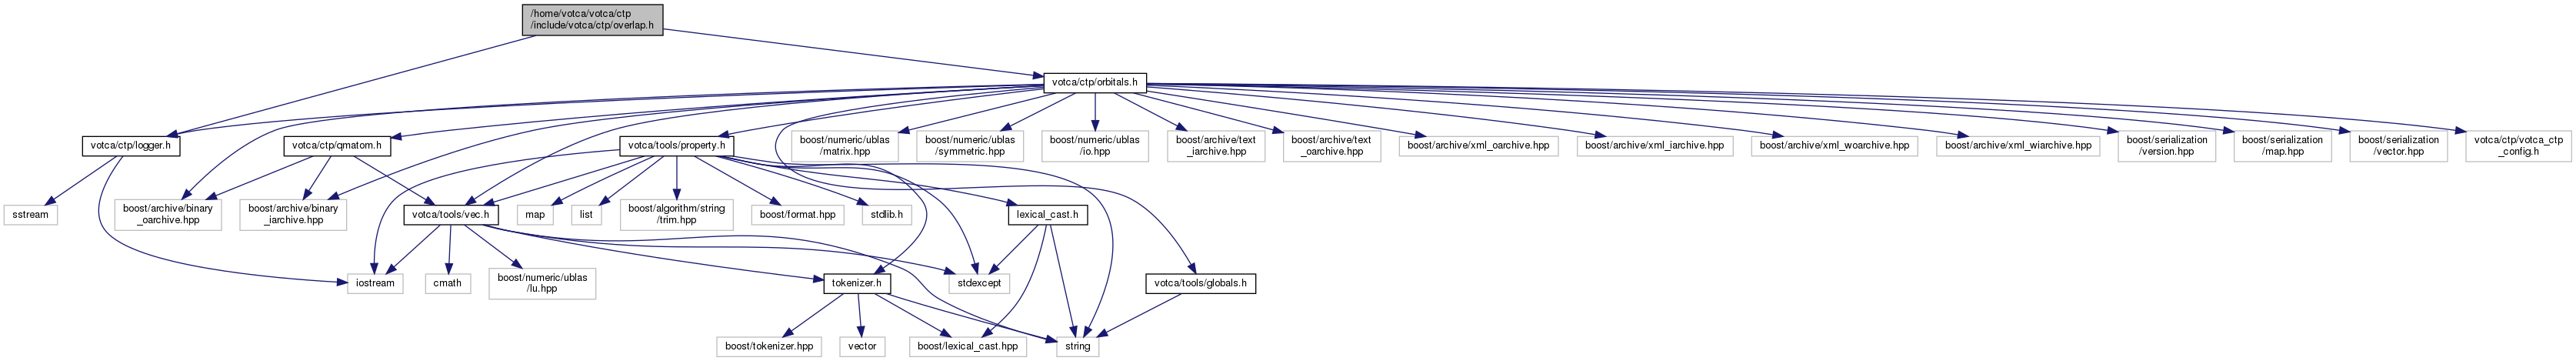 /home/votca/votca/ctp
/include/votca/ctp/overlap.h
votca/ctp/orbitals.h
votca/ctp/logger.h
votca/ctp/qmatom.h
votca/tools/property.h
boost/numeric/ublas
/matrix.hpp
boost/numeric/ublas
/symmetric.hpp
boost/numeric/ublas
/io.hpp
boost/archive/text
_iarchive.hpp
boost/archive/text
_oarchive.hpp
boost/archive/xml_oarchive.hpp
boost/archive/xml_iarchive.hpp
boost/archive/xml_woarchive.hpp
boost/archive/xml_wiarchive.hpp
boost/serialization
/version.hpp
boost/serialization
/map.hpp
boost/serialization
/vector.hpp
votca/ctp/votca_ctp
_config.h
sstream
boost/archive/binary
_oarchive.hpp
boost/archive/binary
_iarchive.hpp
votca/tools/vec.h
map
list
boost/algorithm/string
/trim.hpp
boost/format.hpp
stdlib.h
lexical_cast.h
iostream
cmath
boost/numeric/ublas
/lu.hpp
tokenizer.h
stdexcept
votca/tools/globals.h
boost/tokenizer.hpp
vector
boost/lexical_cast.hpp
string